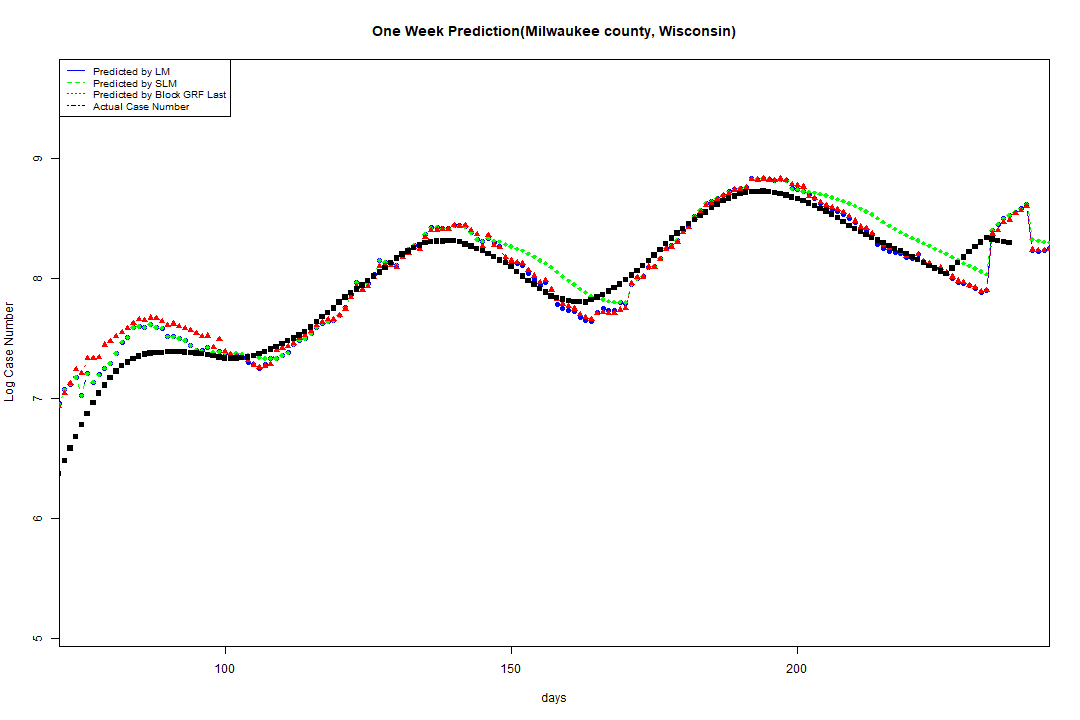 One Week Prediction(Milwaukee county, Wisconsin)
Predicted by LM
Predicted by SLM
Predicted by Block GRF Last
Actual Case Number
9
8
7
6
5
Log Case Number
100
150
200
days